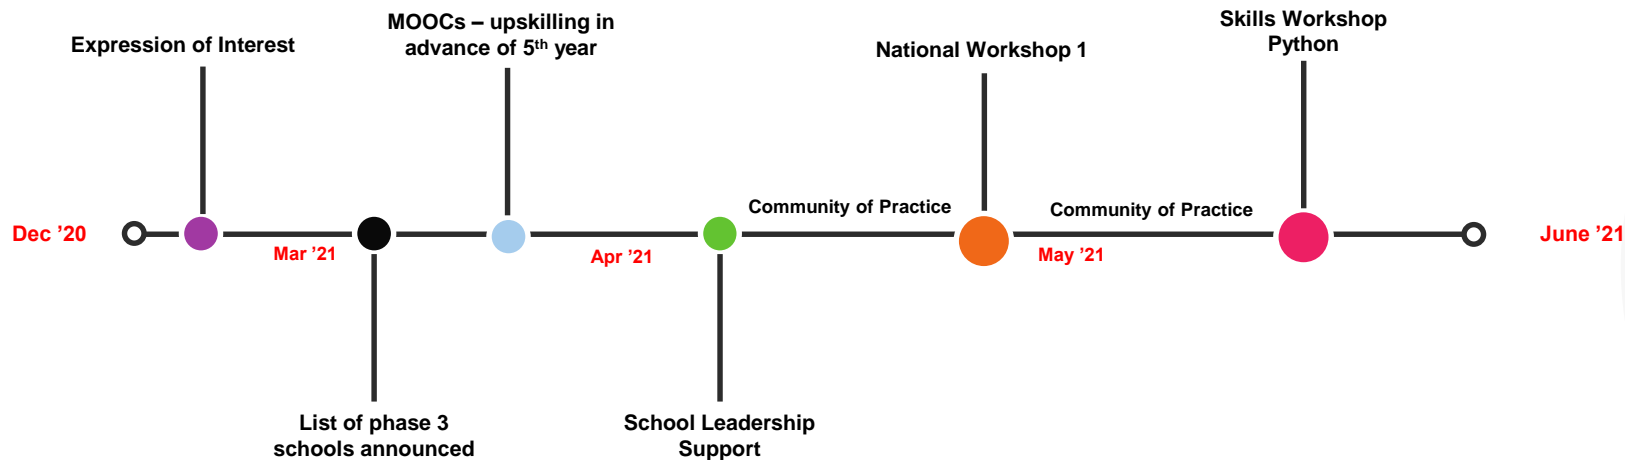 Expression of Interest
MOOCs – upskilling in
advance of 5th year
National Workshop 1
Skills Workshop
Python
Dec ’20
Mar ’21
Apr ’21
Community of Practice
May ’21
Community of Practice
June ’21
List of phase 3
schools announced
School Leadership
Support